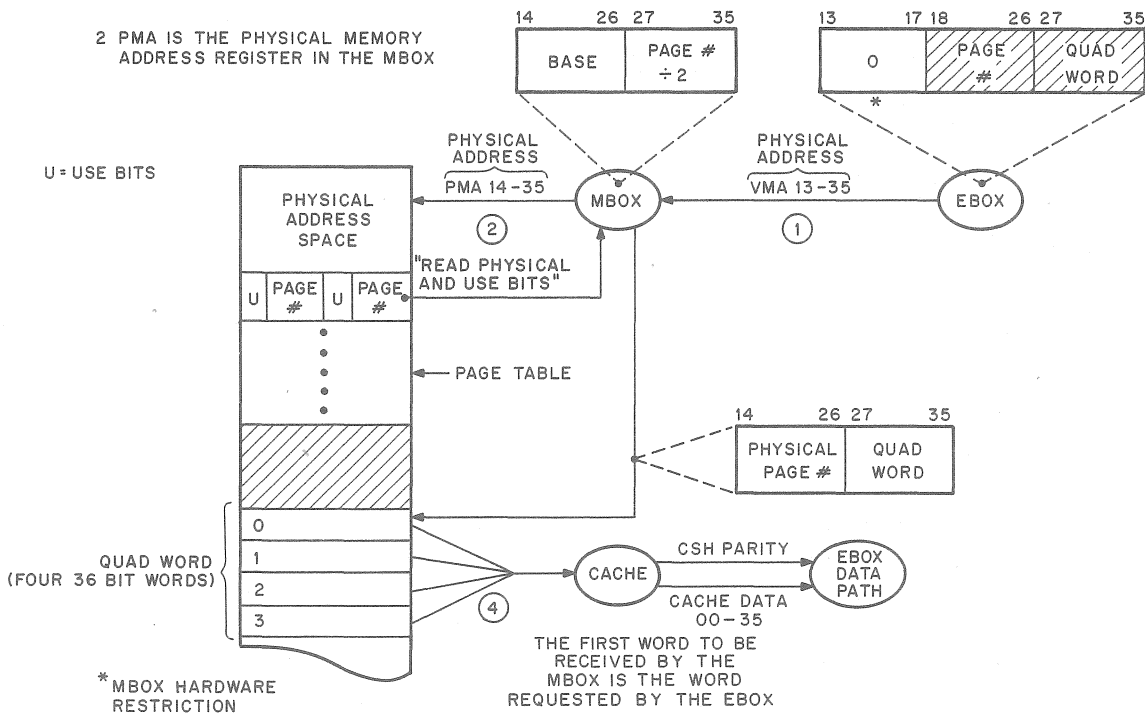 2 PMA IS THE PHYSICAL MEMORY
ADDRESS REGISTER IN THE MBOX
14 26 27 35
BASE
PAGE #
÷2
13 17 18 26 27 35
0
PAGE
#
QUAD
WORD
*
U = USE BITS
PHYSICAL
ADDRESS
PMA 14-35
2
MBOX
PHYSICAL
ADDRESS
VMA 13-35
1
EBOX
PHYSICAL
ADDRESS
SPACE
"READ PHYSICAL
AND USE BITS"
U
PAGE
#
U
PAGE
#
PAGE TABLE
14 26 27 35
PHYSICAL
PAGE #
QUAD
WORD
QUAD WORD
(FOUR 36 BIT WORDS)
0
1
2
3
4
CACHE
CSH PARITY
CACHE DATA
00-35
EBOX
DATA
PATH
THE FIRST WORD TO BE
RECEIVED BY THE
MBOX IS THE WORD
REQUESTED BY THE EBOX
*MBOX HARDWARE
RESTRICTION